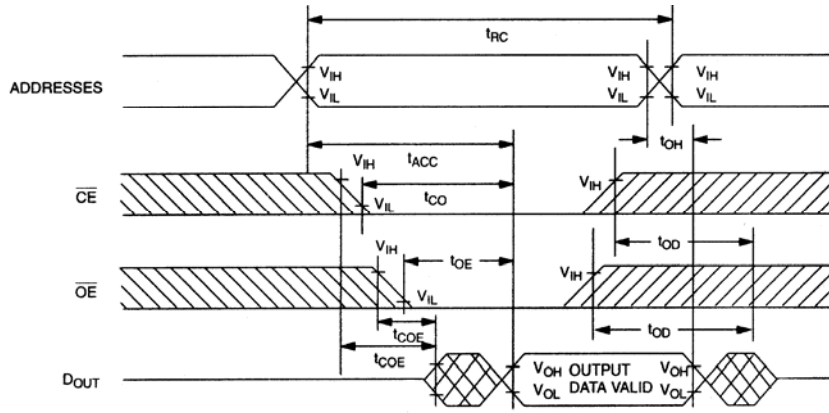 tRC
ADDRESSES
VIH VIH VIH
VIL VIL VIL
tOH
tACC
VIH
CE
tCO
VIL
VIH
tOD
VIH
OE
tOE
VIL
VIH
tCOE
tOD
tCOE
DOUT
VOH OUTPUT VOH
VOL DATA VALID VOL